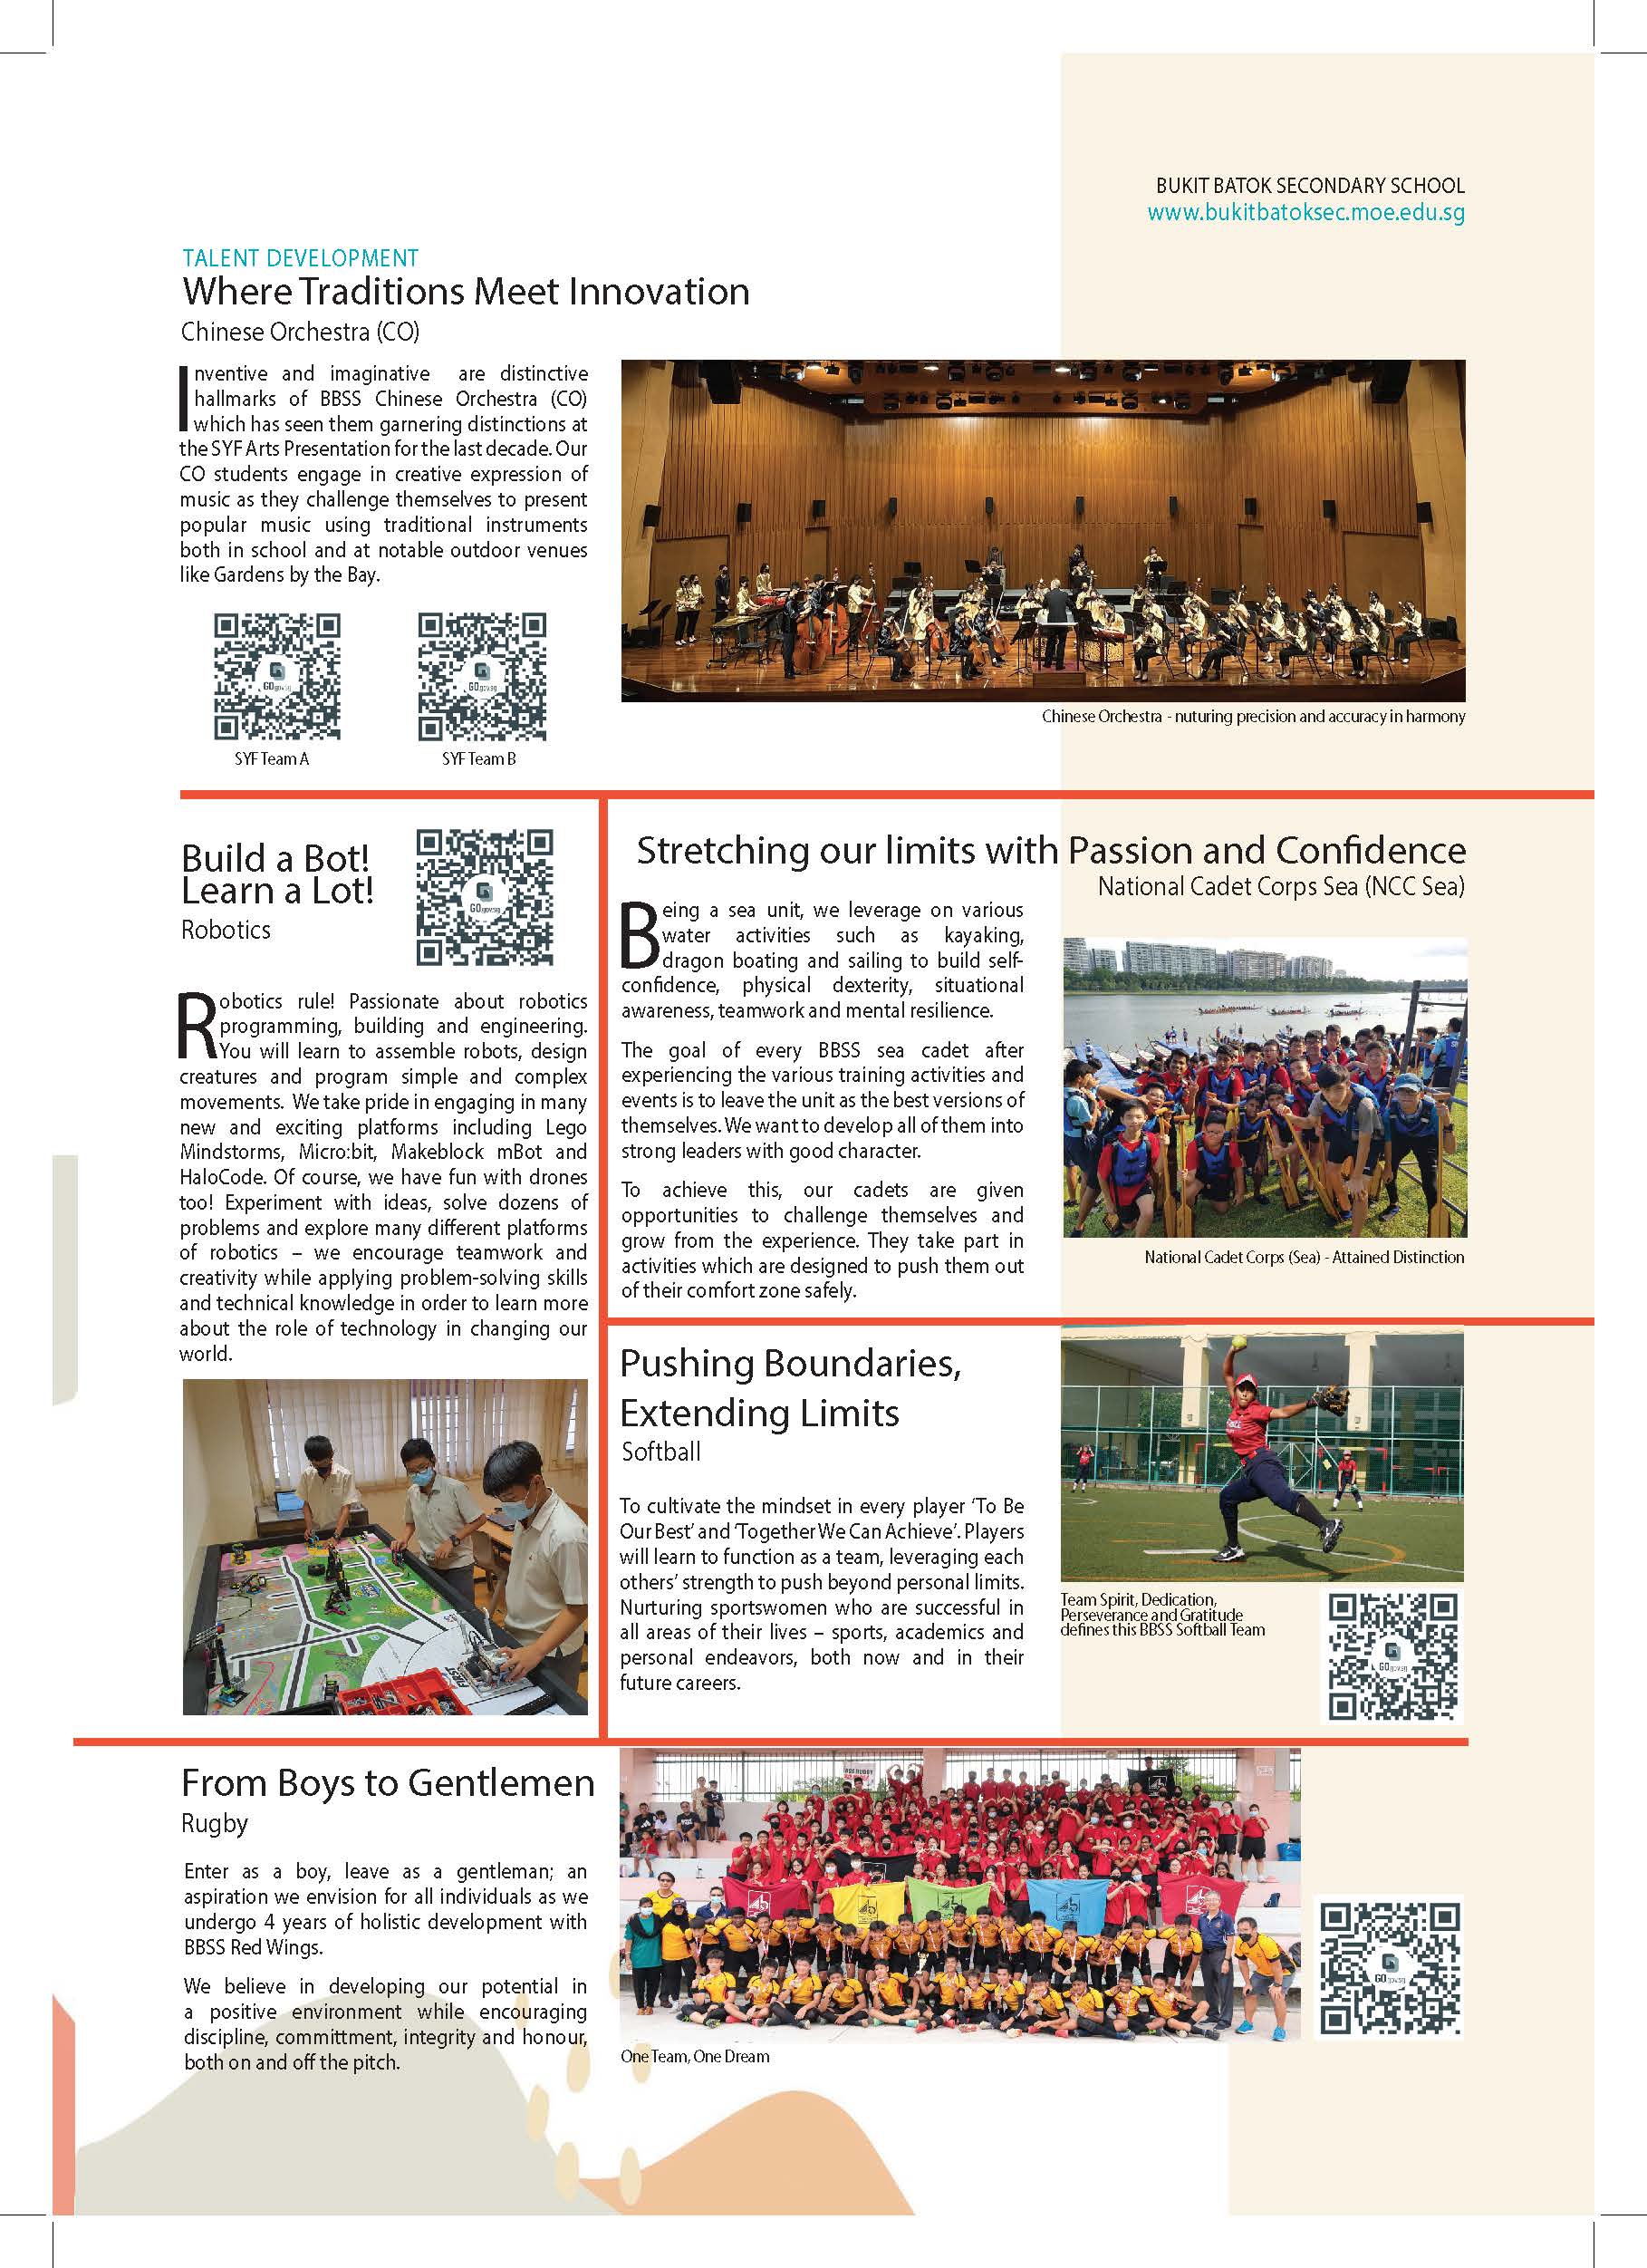 BUKIT BATOK SECONDARY SCHOOL
www.bukitbatoksec.moe.edu.sg
TALENT DEVELOPMENT
Where Traditions Meet Innovation
Chinese Orchestra (CO)
Inventive and imaginative are distinctive
hallmarks of BBSS Chinese Orchestra (CO)
which has seen them garnering distinctions at
the SYF Arts Presentation for the last decade. Our
CO students engage in creative expression of
music as they challenge themselves to present
popular music using traditional instruments
both in school and at notable outdoor venues
like Gardens by the Bay.
GO.gov.sg
SYF Team A
GO.gov.sg
SYF Team B
Chinese Orchestra - nuturing precision and accuracy in harmony
Build a Bot!
Learn a Lot!
Robotics
GO.gov.sg
Robotics rule! Passionate about robotics
programming, building and engineering.
You will learn to assemble robots, design
creatures and program simple and complex
movements. We take pride in engaging in many
new and exciting platforms including Lego
Mindstorms, Micro:bit, Makeblock mBot and
HaloCode. Of course, we have fun with drones
too! Experiment with ideas, solve dozens of
problems and explore many different platforms
of robotics – we encourage teamwork and
creativity while applying problem-solving skills
and technical knowledge in order to learn more
about the role of technology in changing our
world.
Stretching our limits with Passion and Confidence
National Cadet Corps Sea (NCC Sea)
Being a sea unit, we leverage on various
water activities such as kayaking,
dragon boating and sailing to build self-
confidence, physical dexterity, situational
awareness, teamwork and mental resilience.
The goal of every BBSS sea cadet after
experiencing the various training activities and
events is to leave the unit as the best versions of
themselves. We want to develop all of them into
strong leaders with good character.
To achieve this, our cadets are given
opportunities to challenge themselves and
grow from the experience. They take part in
activities which are designed to push them out
of their comfort zone safely.
National Cadet Corps (Sea) - Attained Distinction
Pushing Boundaries,
Extending Limits
Softball
To cultivate the mindset in every player ‘To Be
Our Best’ and ‘Together We Can Achieve’. Players
will learn to function as a team, leveraging each
others’ strength to push beyond personal limits.
Nurturing sportswomen who are successful in
all areas of their lives – sports, academics and
personal endeavors, both now and in their
future careers.
Team Spirit, Dedication,
Perseverance and Gratitude
defines this BBSS Softball Team
GO.gov.sg
From Boys to Gentlemen
Rugby
Enter as a boy, leave as a gentleman; an
aspiration we envision for all individuals as we
undergo 4 years of holistic development with
BBSS Red Wings.
We believe in developing our potential in
a positive environment while encouraging
discipline, committment, integrity and honour,
both on and off the pitch.
One Team, One Dream
GO.gov.sg